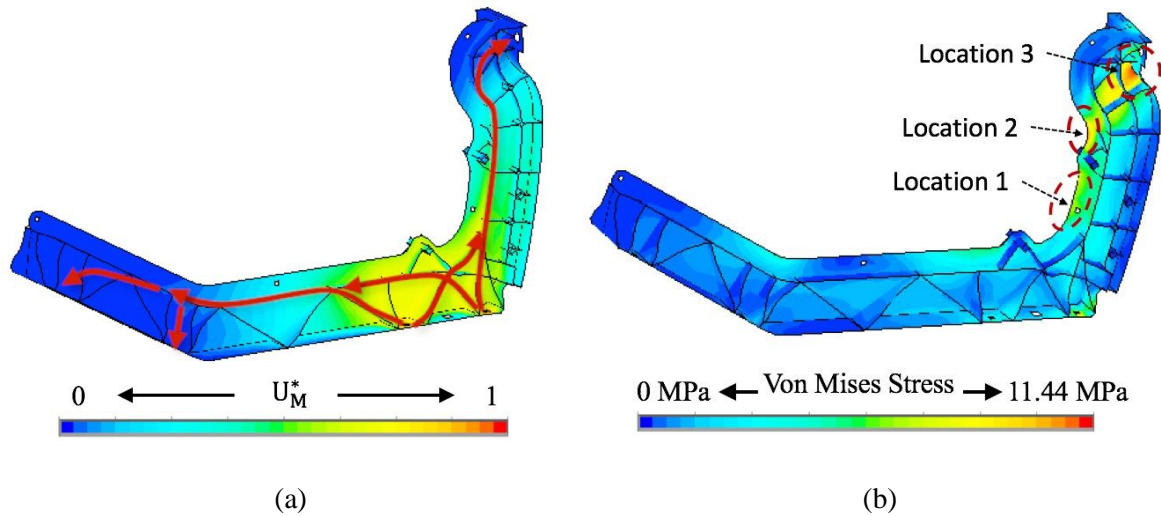 Location 3
Location 2
Location 1
0 U*M 1
0 MPa Von Mises Stress 11.44 MPa
(a) (b)